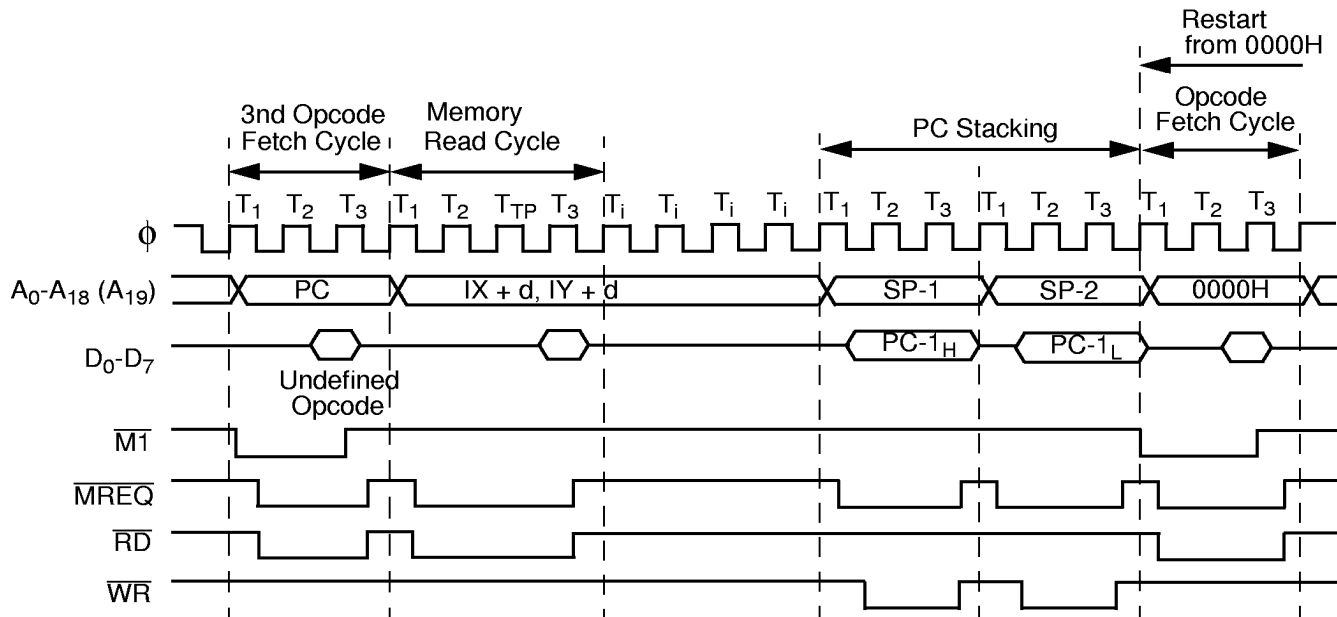 Restart
from 0000H
3nd Opcode
Fetch Cycle
Memory
Read Cycle
PC Stacking
Opcode
Fetch Cycle
T1 T2 T3 T1 T2 TTP T3 Ti Ti Ti Ti T1 T2 T3 T1 T2 T3 T1 T2 T3
ϕ
A0-A18 (A19) PC IX + d, IY + d SP-1 SP-2 0000H
D0-D7 PC-1H PC-1L
Undefined
Opcode
M1
MREQ
RD
WR